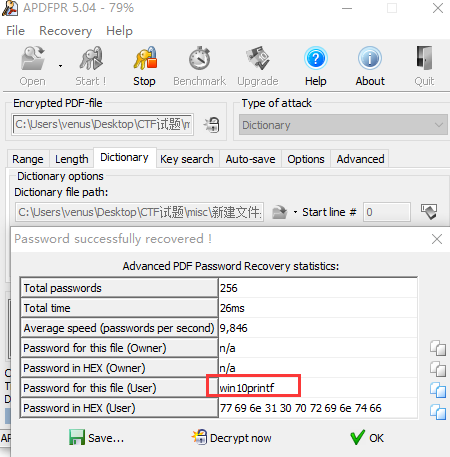 APDFPR 5.04 - 79%
File Recovery Help
Open Start ! Stop Benchmark Upgrade Help About Quit
Encrypted PDF-file Type of attack
C:\Users\venus\Desktop\CTF试题\m Dictionary
Range Length Dictionary Key search Auto-save Options Advanced
Dictionary options
Dictionary file path:
C:\Users\venus\Desktop\CTF试题\misc\新建文件 Start line # 0
Password successfully recovered !
Advanced PDF Password Recovery statistics:
Total passwords 256
Total time 26ms
Average speed (passwords per second) 9,846
Password for this file (Owner) n/a
Password in HEX (Owner) n/a
Password for this file (User) win10printf
Password in HEX (User) 77 69 6e 31 30 70 72 69 6e 74 66
Save... Decrypt now OK